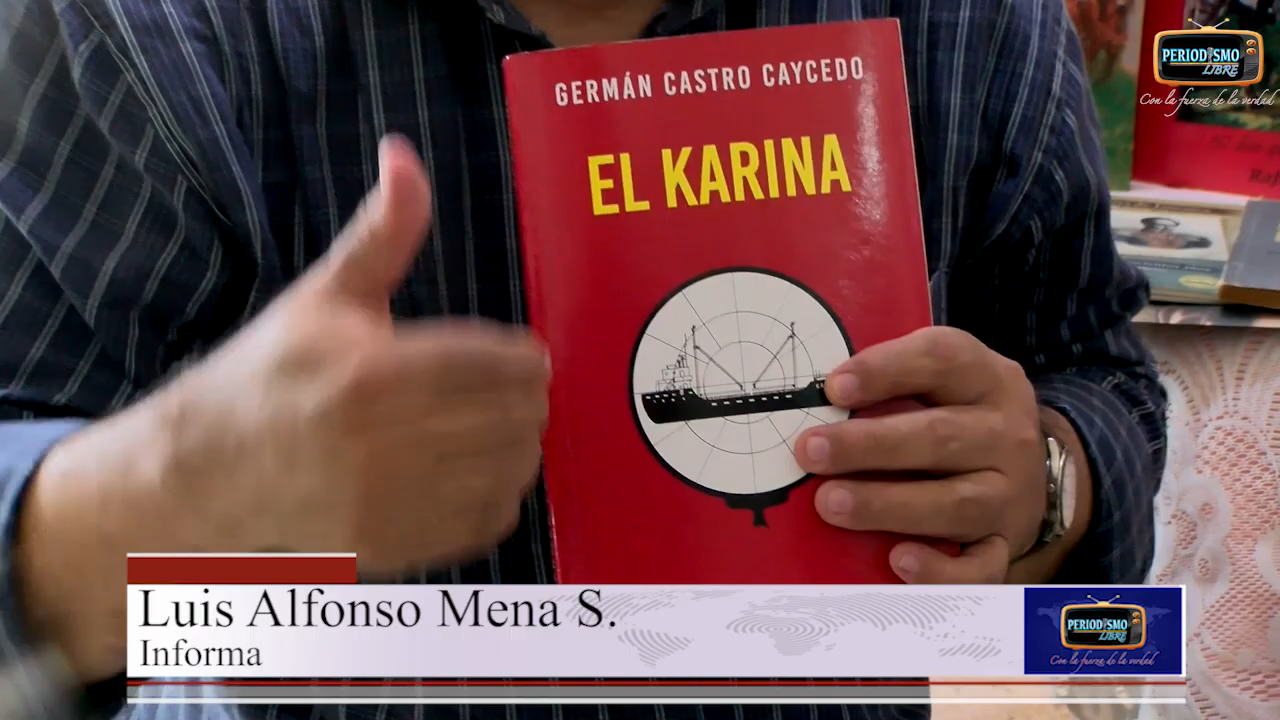 GERMÁN CASTRO CAYCEDO
EL KARINA
PERIODISMO
LIBRE
Con la fuerza de la verdad
Luis Alfonso Mena S.
Informa
PERIODISMO
LIBRE
Con la fuerza de la verdad